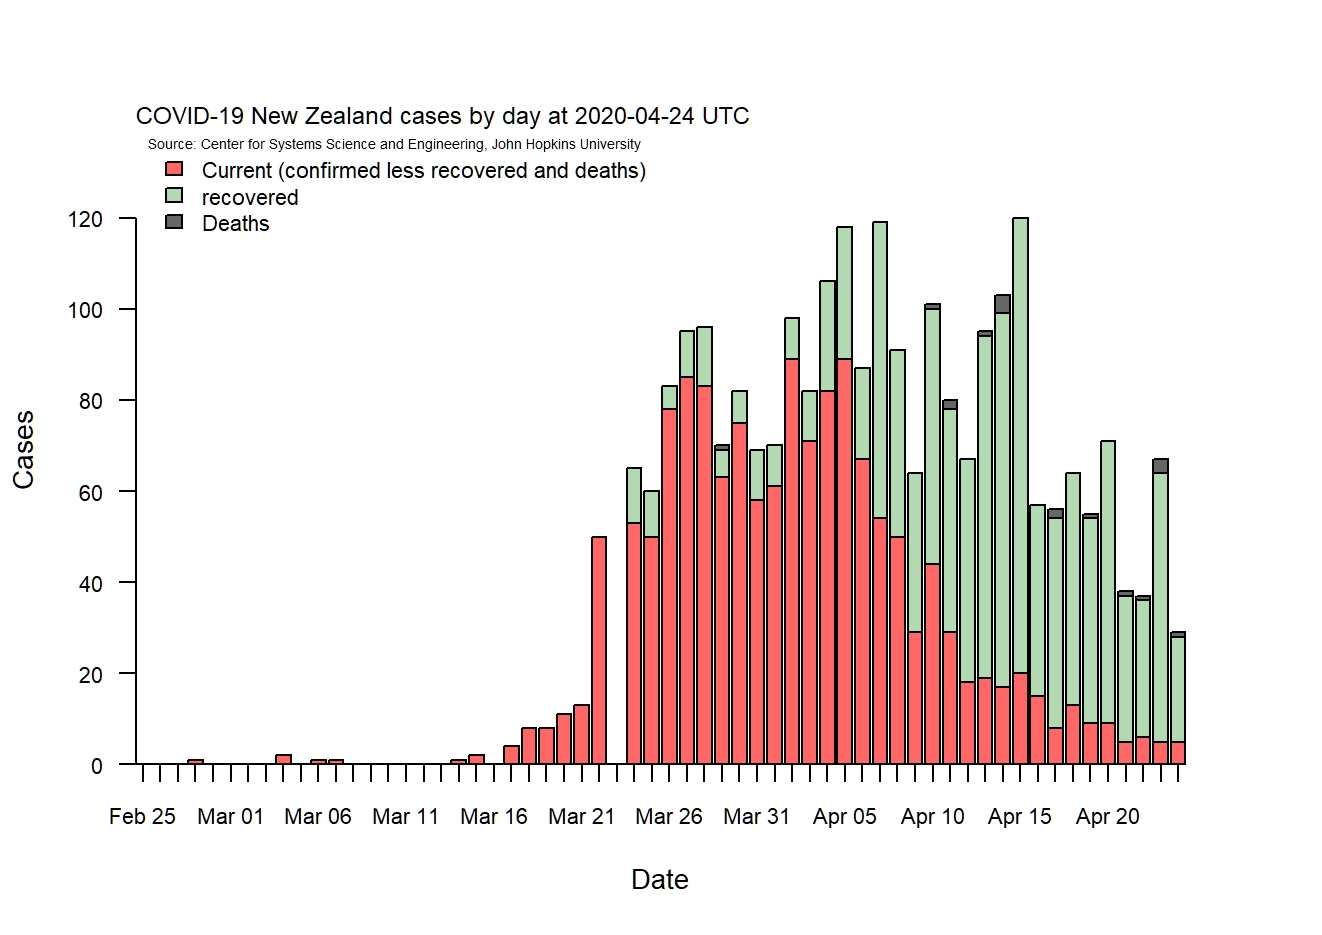 COVID-19 New Zealand cases by day at 2020-04-24 UTC
Source: Center for Systems Science and Engineering, John Hopkins University
Current (confirmed less recovered and deaths)
recovered
Deaths
120
100
80
60
40
20
0
Cases
Feb 25 Mar 01 Mar 06 Mar 11 Mar 16 Mar 21 Mar 26 Mar 31 Apr 05 Apr 10 Apr 15 Apr 20
Date